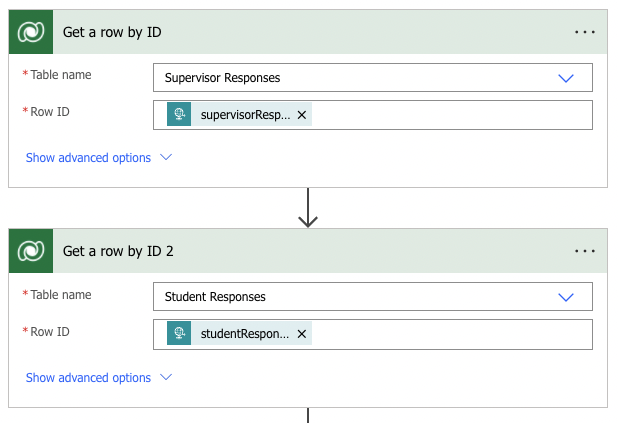 Get a row by ID
* Table name
Supervisor Responses
* Row ID
supervisorResp...
Show advanced options
Get a row by ID 2
* Table name
Student Responses
* Row ID
studentRespon...
Show advanced options